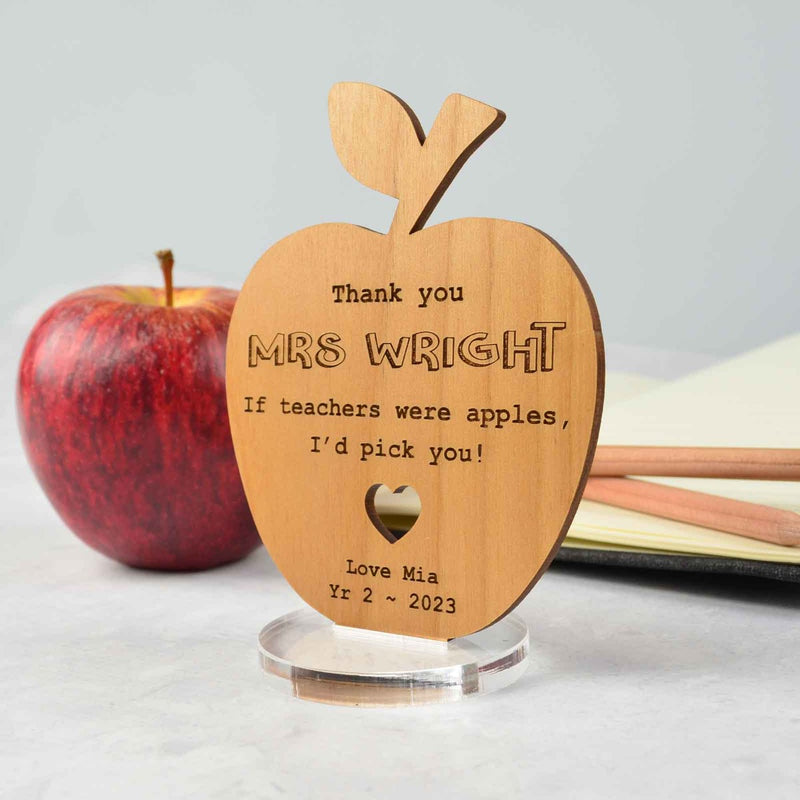 Thank you
MRS WRIGHT
If teachers were apples,
I'd pick you!
Love Mia
Yr 2 ~ 2023